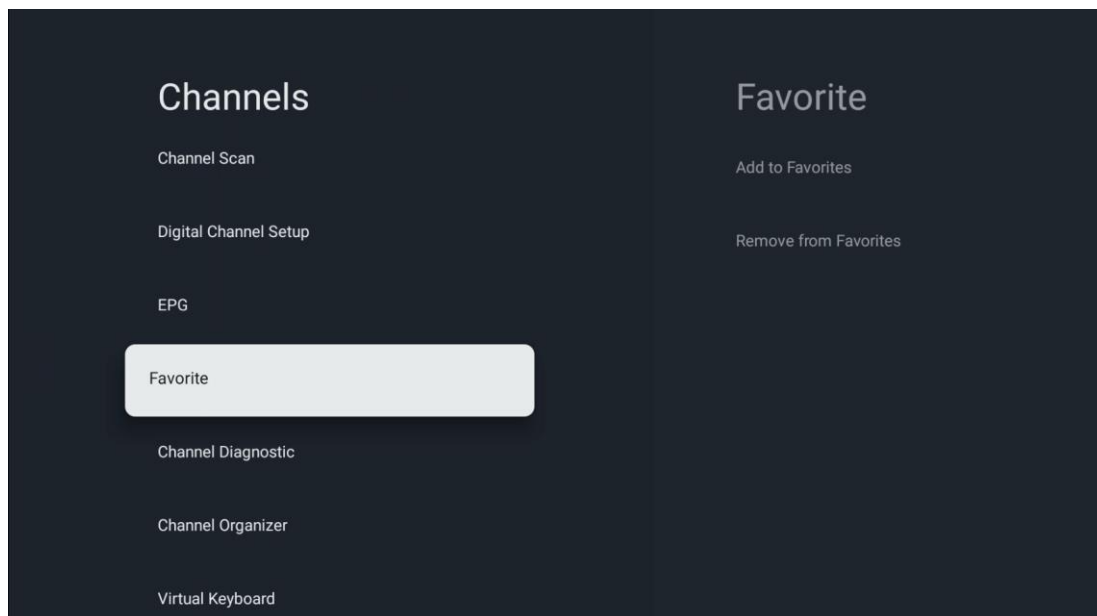 Channels
Channel Scan
Digital Channel Setup
EPG
Favorite
Channel Diagnostic
Channel Organizer
Virtual Keyboard
Favorite
Add to Favorites
Remove from Favorites